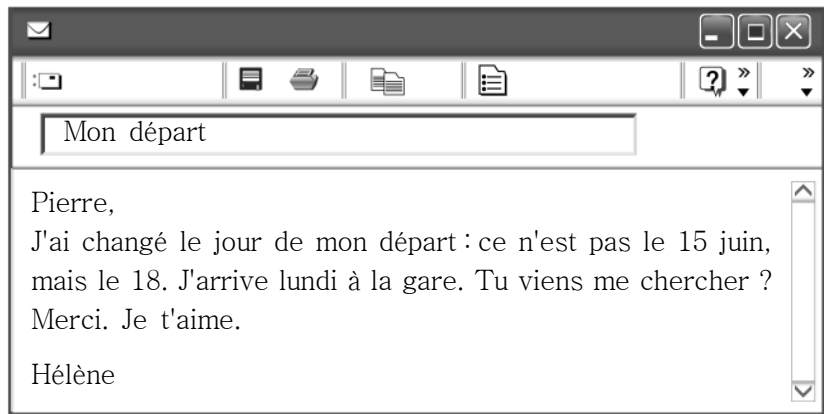 Mon départ
Pierre,
J'ai changé le jour de mon départ : ce n'est pas le 15 juin,
mais le 18. J'arrive lundi à la gare. Tu viens me chercher ?
Merci. Je t'aime.
Hélène